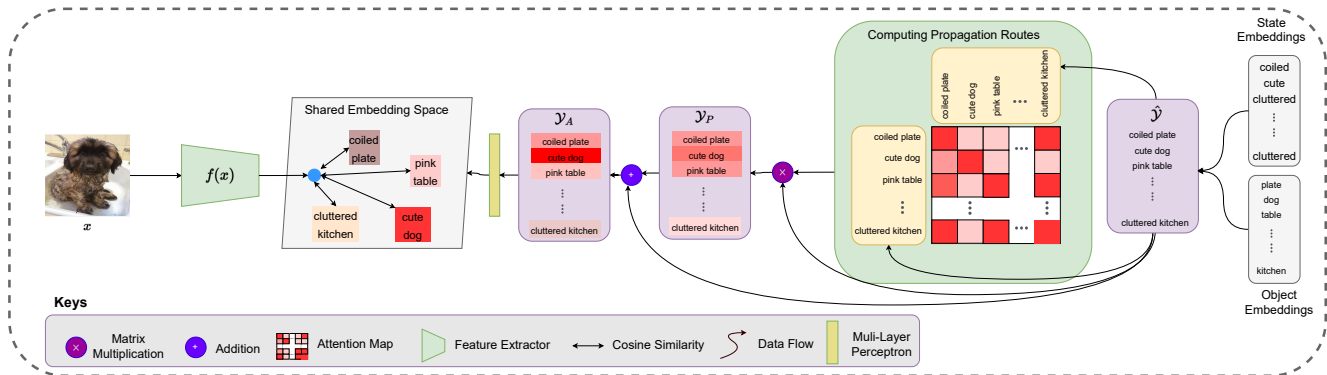 x
f(x)
Shared Embedding Space
coiled
plate
pink
table
cluttered
kitchen
cute
dog
𝒴_A
coiled plate
cute dog
pink table
⋮ ⋮
cluttered kitchen
+
𝒴_P
coiled plate
cute dog
pink table
⋮ ⋮
cluttered kitchen
×
Computing Propagation Routes
coiled plate
cute dog
pink table
...
cluttered kitchen
coiled plate
cute dog
pink table
⋮
cluttered kitchen
...
⋮
⋮
...
𝒴̂
coiled plate
cute dog
pink table
⋮ ⋮
cluttered kitchen
State
Embeddings
coiled
cute
cluttered
⋮ ⋮
cluttered
plate
dog
table
⋮ ⋮
kitchen
Object
Embeddings
Keys
× Matrix
Multiplication
+ Addition
Attention Map
Feature Extractor
Cosine Similarity
Data Flow
Muli-Layer
Perceptron